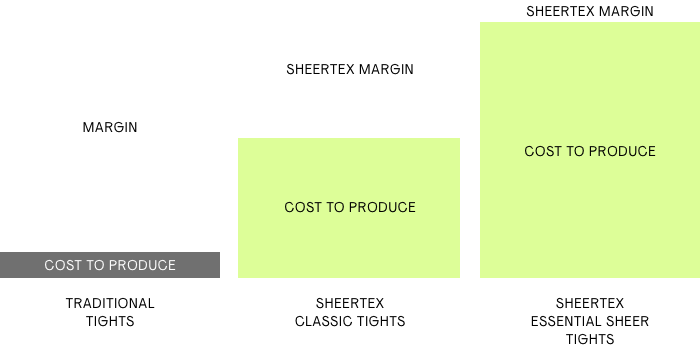 SHEERTEX MARGIN
SHEERTEX MARGIN
MARGIN
COST TO PRODUCE
COST TO PRODUCE
COST TO PRODUCE
TRADITIONAL
TIGHTS
SHEERTEX
CLASSIC TIGHTS
SHEERTEX
ESSENTIAL SHEER
TIGHTS